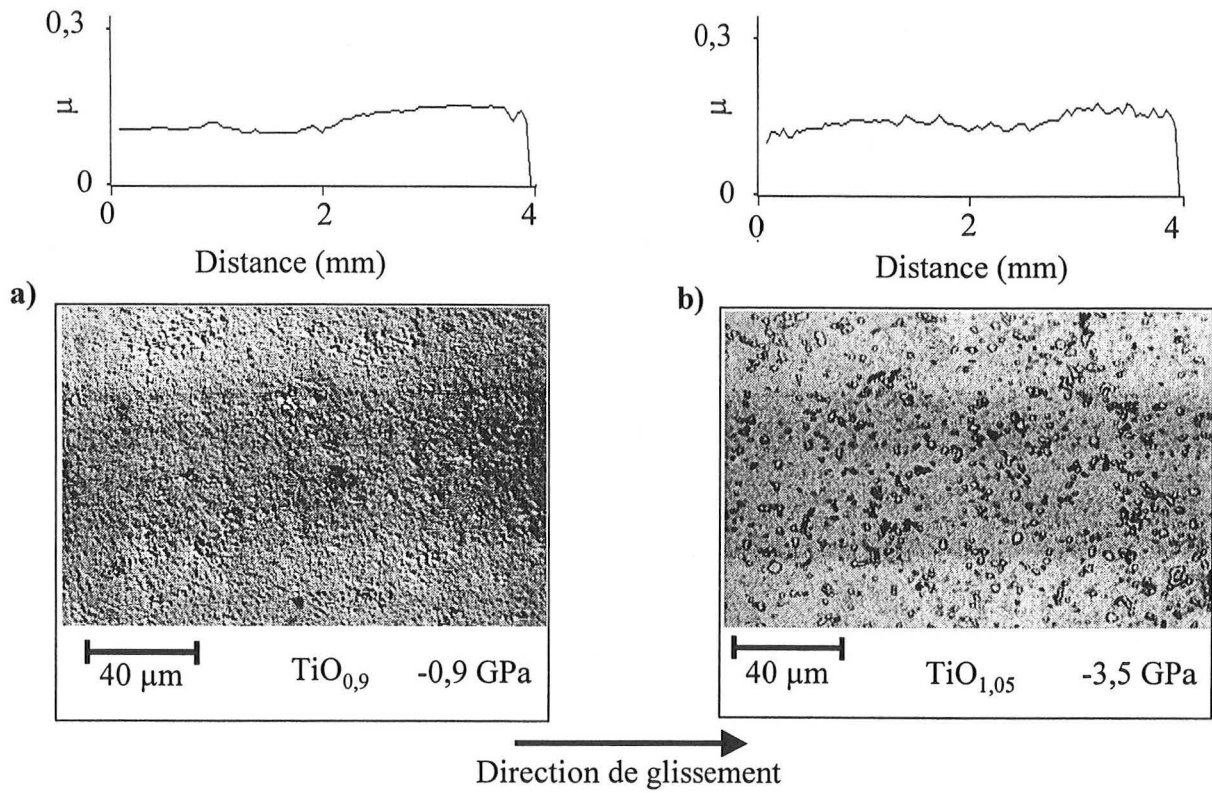 0,3
μ
0
0 2 4
Distance (mm)
0,3
μ
0
0 2 4
Distance (mm)
a)
40 μm TiO0,9 -0,9 GPa
b)
40 μm TiO1,05 -3,5 GPa
Direction de glissement